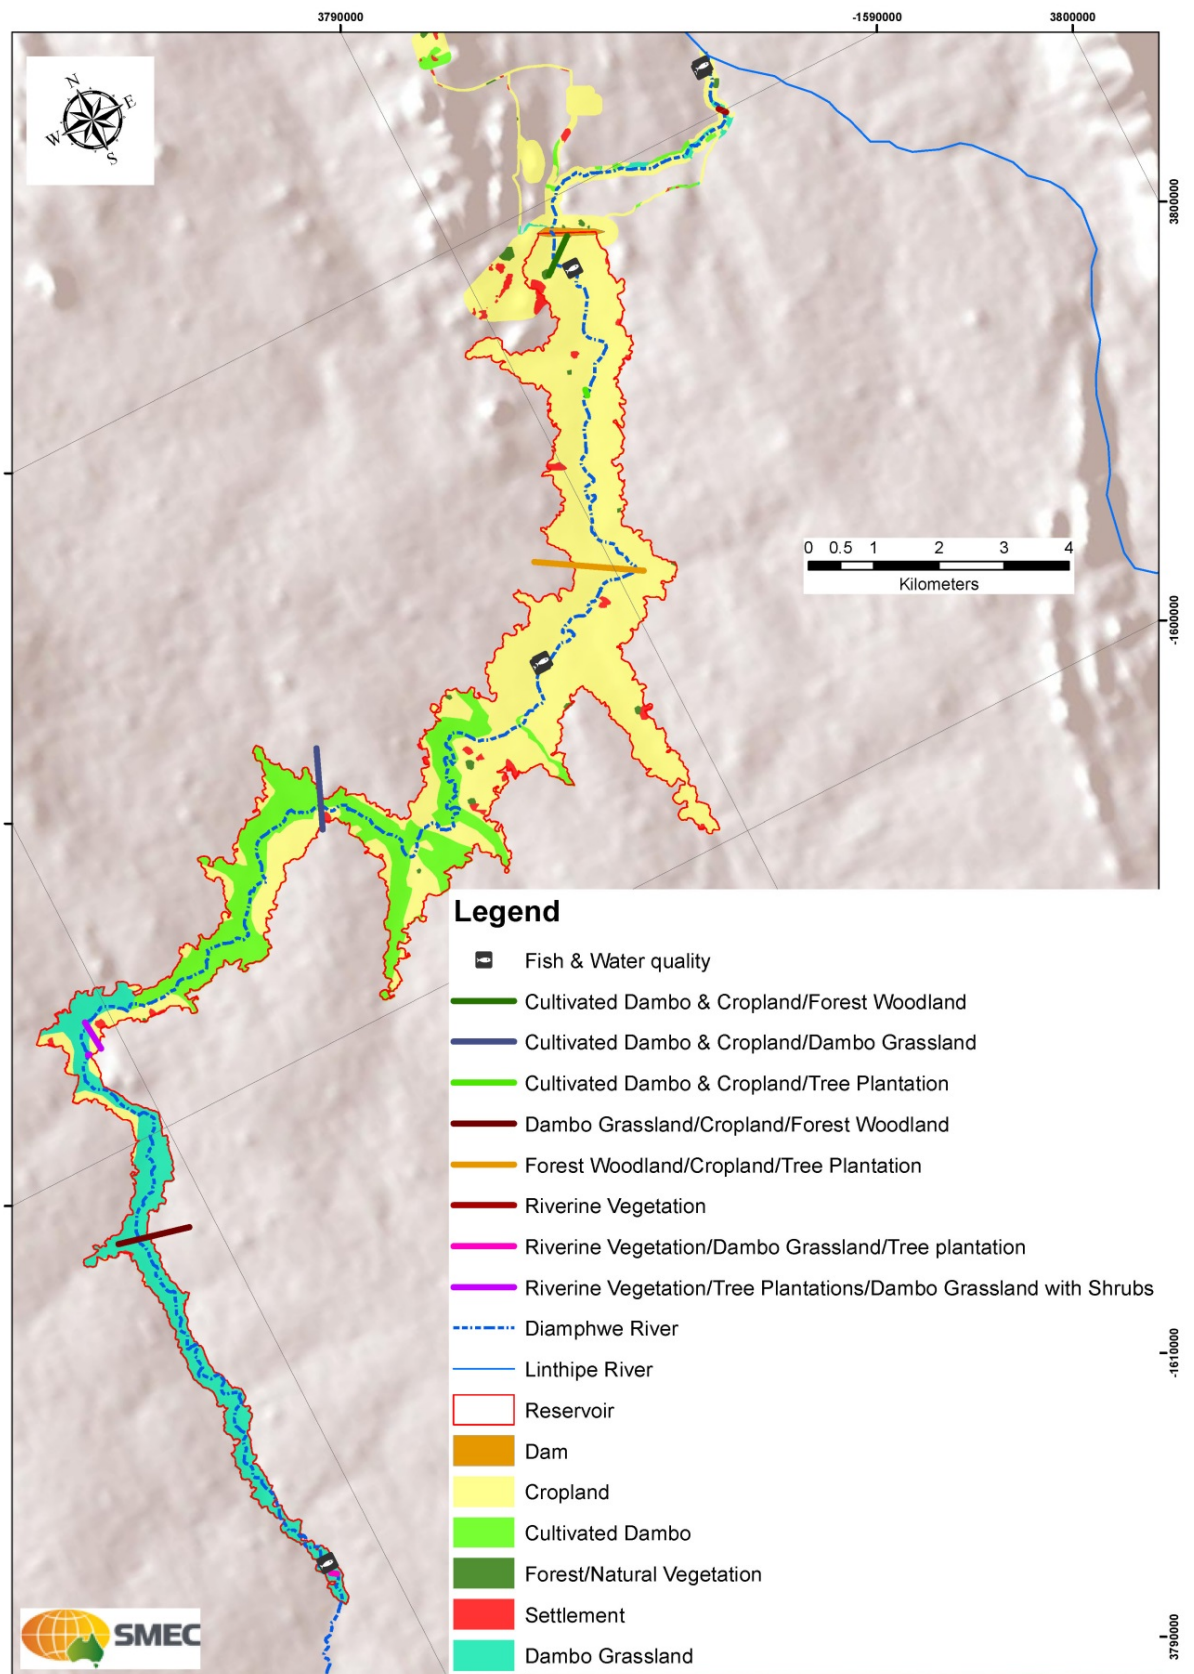 3790000
-1590000
3800000
N
E
W
S
3800000
0 0.5 1 2 3 4
Kilometers
-1600000
Legend
Fish & Water quality
Cultivated Dambo & Cropland/Forest Woodland
Cultivated Dambo & Cropland/Dambo Grassland
Cultivated Dambo & Cropland/Tree Plantation
Dambo Grassland/Cropland/Forest Woodland
Forest Woodland/Cropland/Tree Plantation
Riverine Vegetation
Riverine Vegetation/Dambo Grassland/Tree plantation
Riverine Vegetation/Tree Plantations/Dambo Grassland with Shrubs
Diamphwe River
Linthipe River
-1610000
Reservoir
Dam
Cropland
Cultivated Dambo
Forest/Natural Vegetation
Settlement
Dambo Grassland
SMEC
3790000